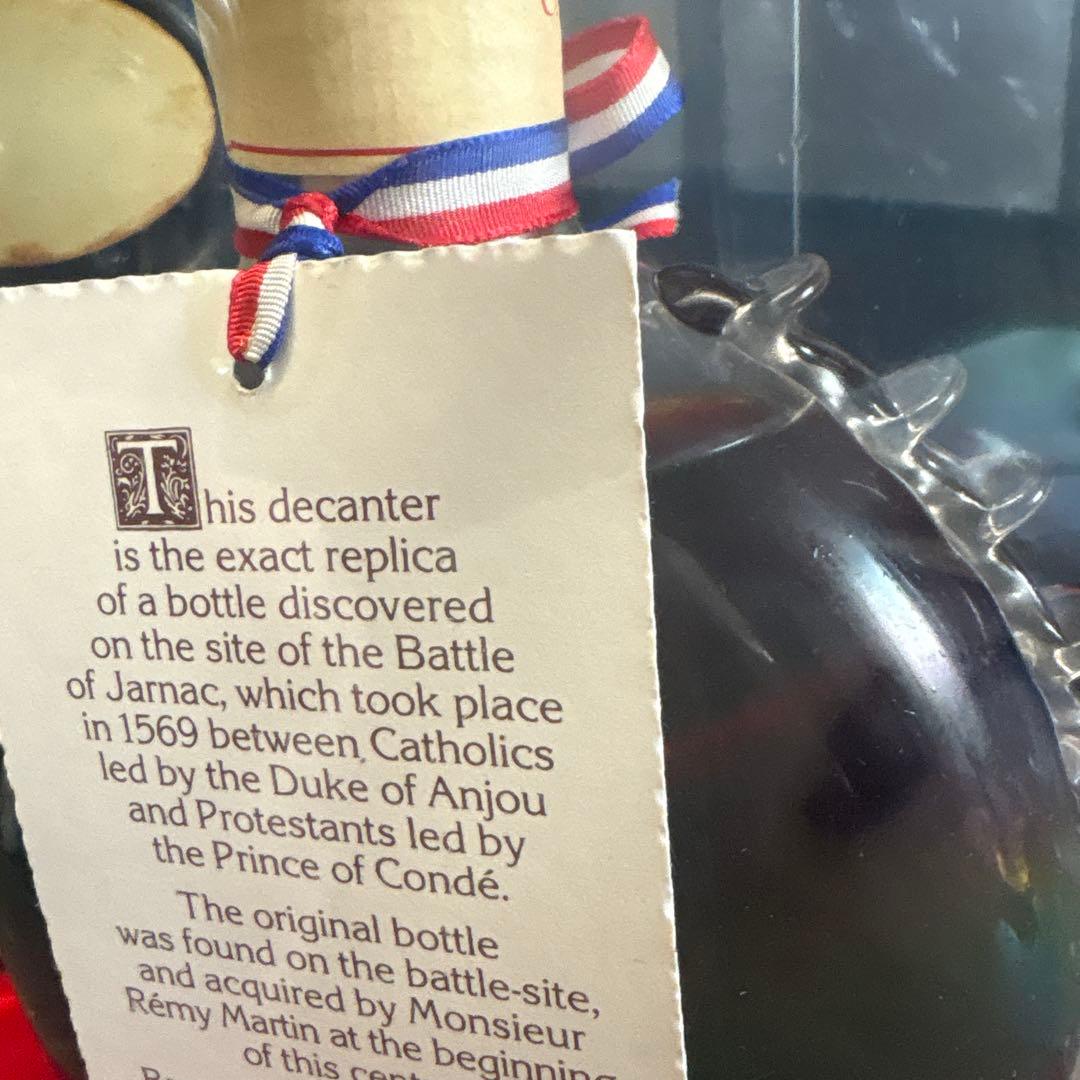 This decanter
is the exact replica
of a bottle discovered
on the site of the Battle
of Jarnac, which took place
in 1569 between Catholics
led by the Duke of Anjou
and Protestants led by
the Prince of Condé.
The original bottle
was found on the battle-site,
and acquired by Monsieur
Rémy Martin at the beginning
of this